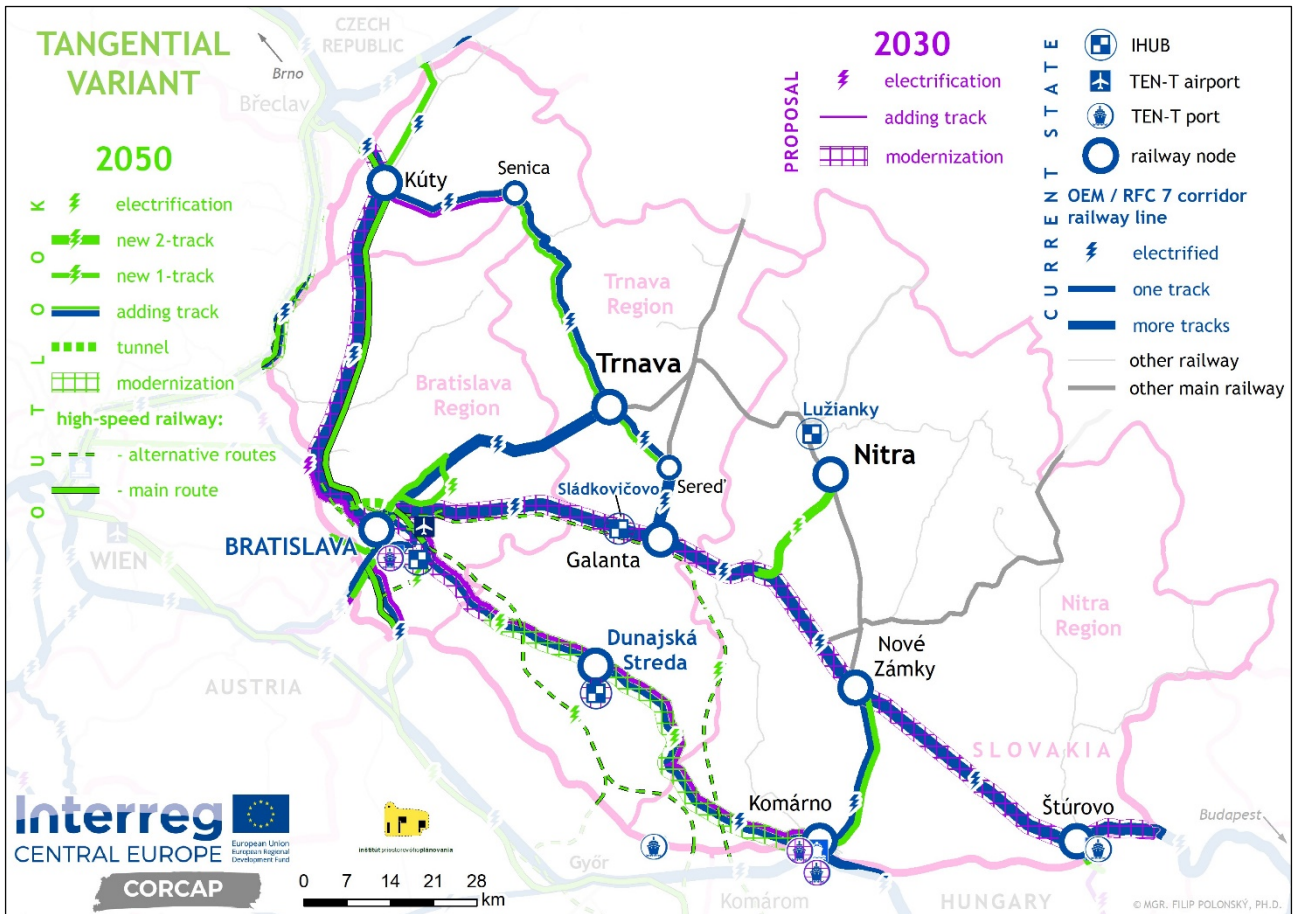 TANGENTIAL
VARIANT
2050
OUTLOOK
electrification
new 2-track
new 1-track
adding track
tunnel
modernization
high-speed railway:
- alternative routes
- main route
2030
PROPOSAL
electrification
adding track
modernization
CURRENT STATE
IHUB
TEN-T airport
TEN-T port
railway node
OEM / RFC 7 corridor
railway line
electrified
one track
more tracks
other railway
other main railway
CZECH
REPUBLIC
Brno
Břeclav
Kúty
Senica
Trnava
Region
Bratislava
Region
Trnava
Lužianky
Nitra
Sládkovičovo
Sereď
BRATISLAVA
Galanta
WIEN
Nitra
Region
Dunajská
Streda
Nové
Zámky
AUSTRIA
SLOVAKIA
Komárno
Štúrovo
Budapest
Győr
Komárom
HUNGARY
Interreg
CENTRAL EUROPE
European Union
European Regional
Development Fund
CORCAP
inštitut priestorového plánovania
0 7 14 21 28
km
© MGR. FILIP POLONSKÝ, PH.D.